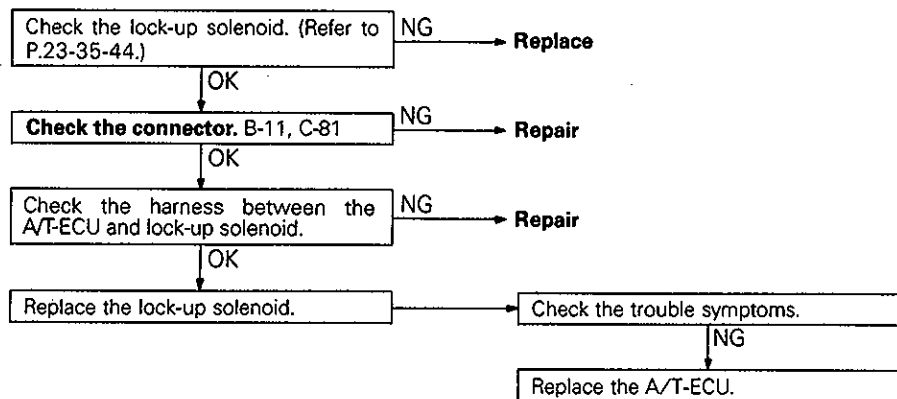 Check the lock-up solenoid. (Refer to
P.23-35-44.)
NG
Replace
OK
Check the connector. B-11, C-81
NG
Repair
OK
Check the harness between the
A/T-ECU and lock-up solenoid.
NG
Repair
OK
Replace the lock-up solenoid.
Check the trouble symptoms.
NG
Replace the A/T-ECU.